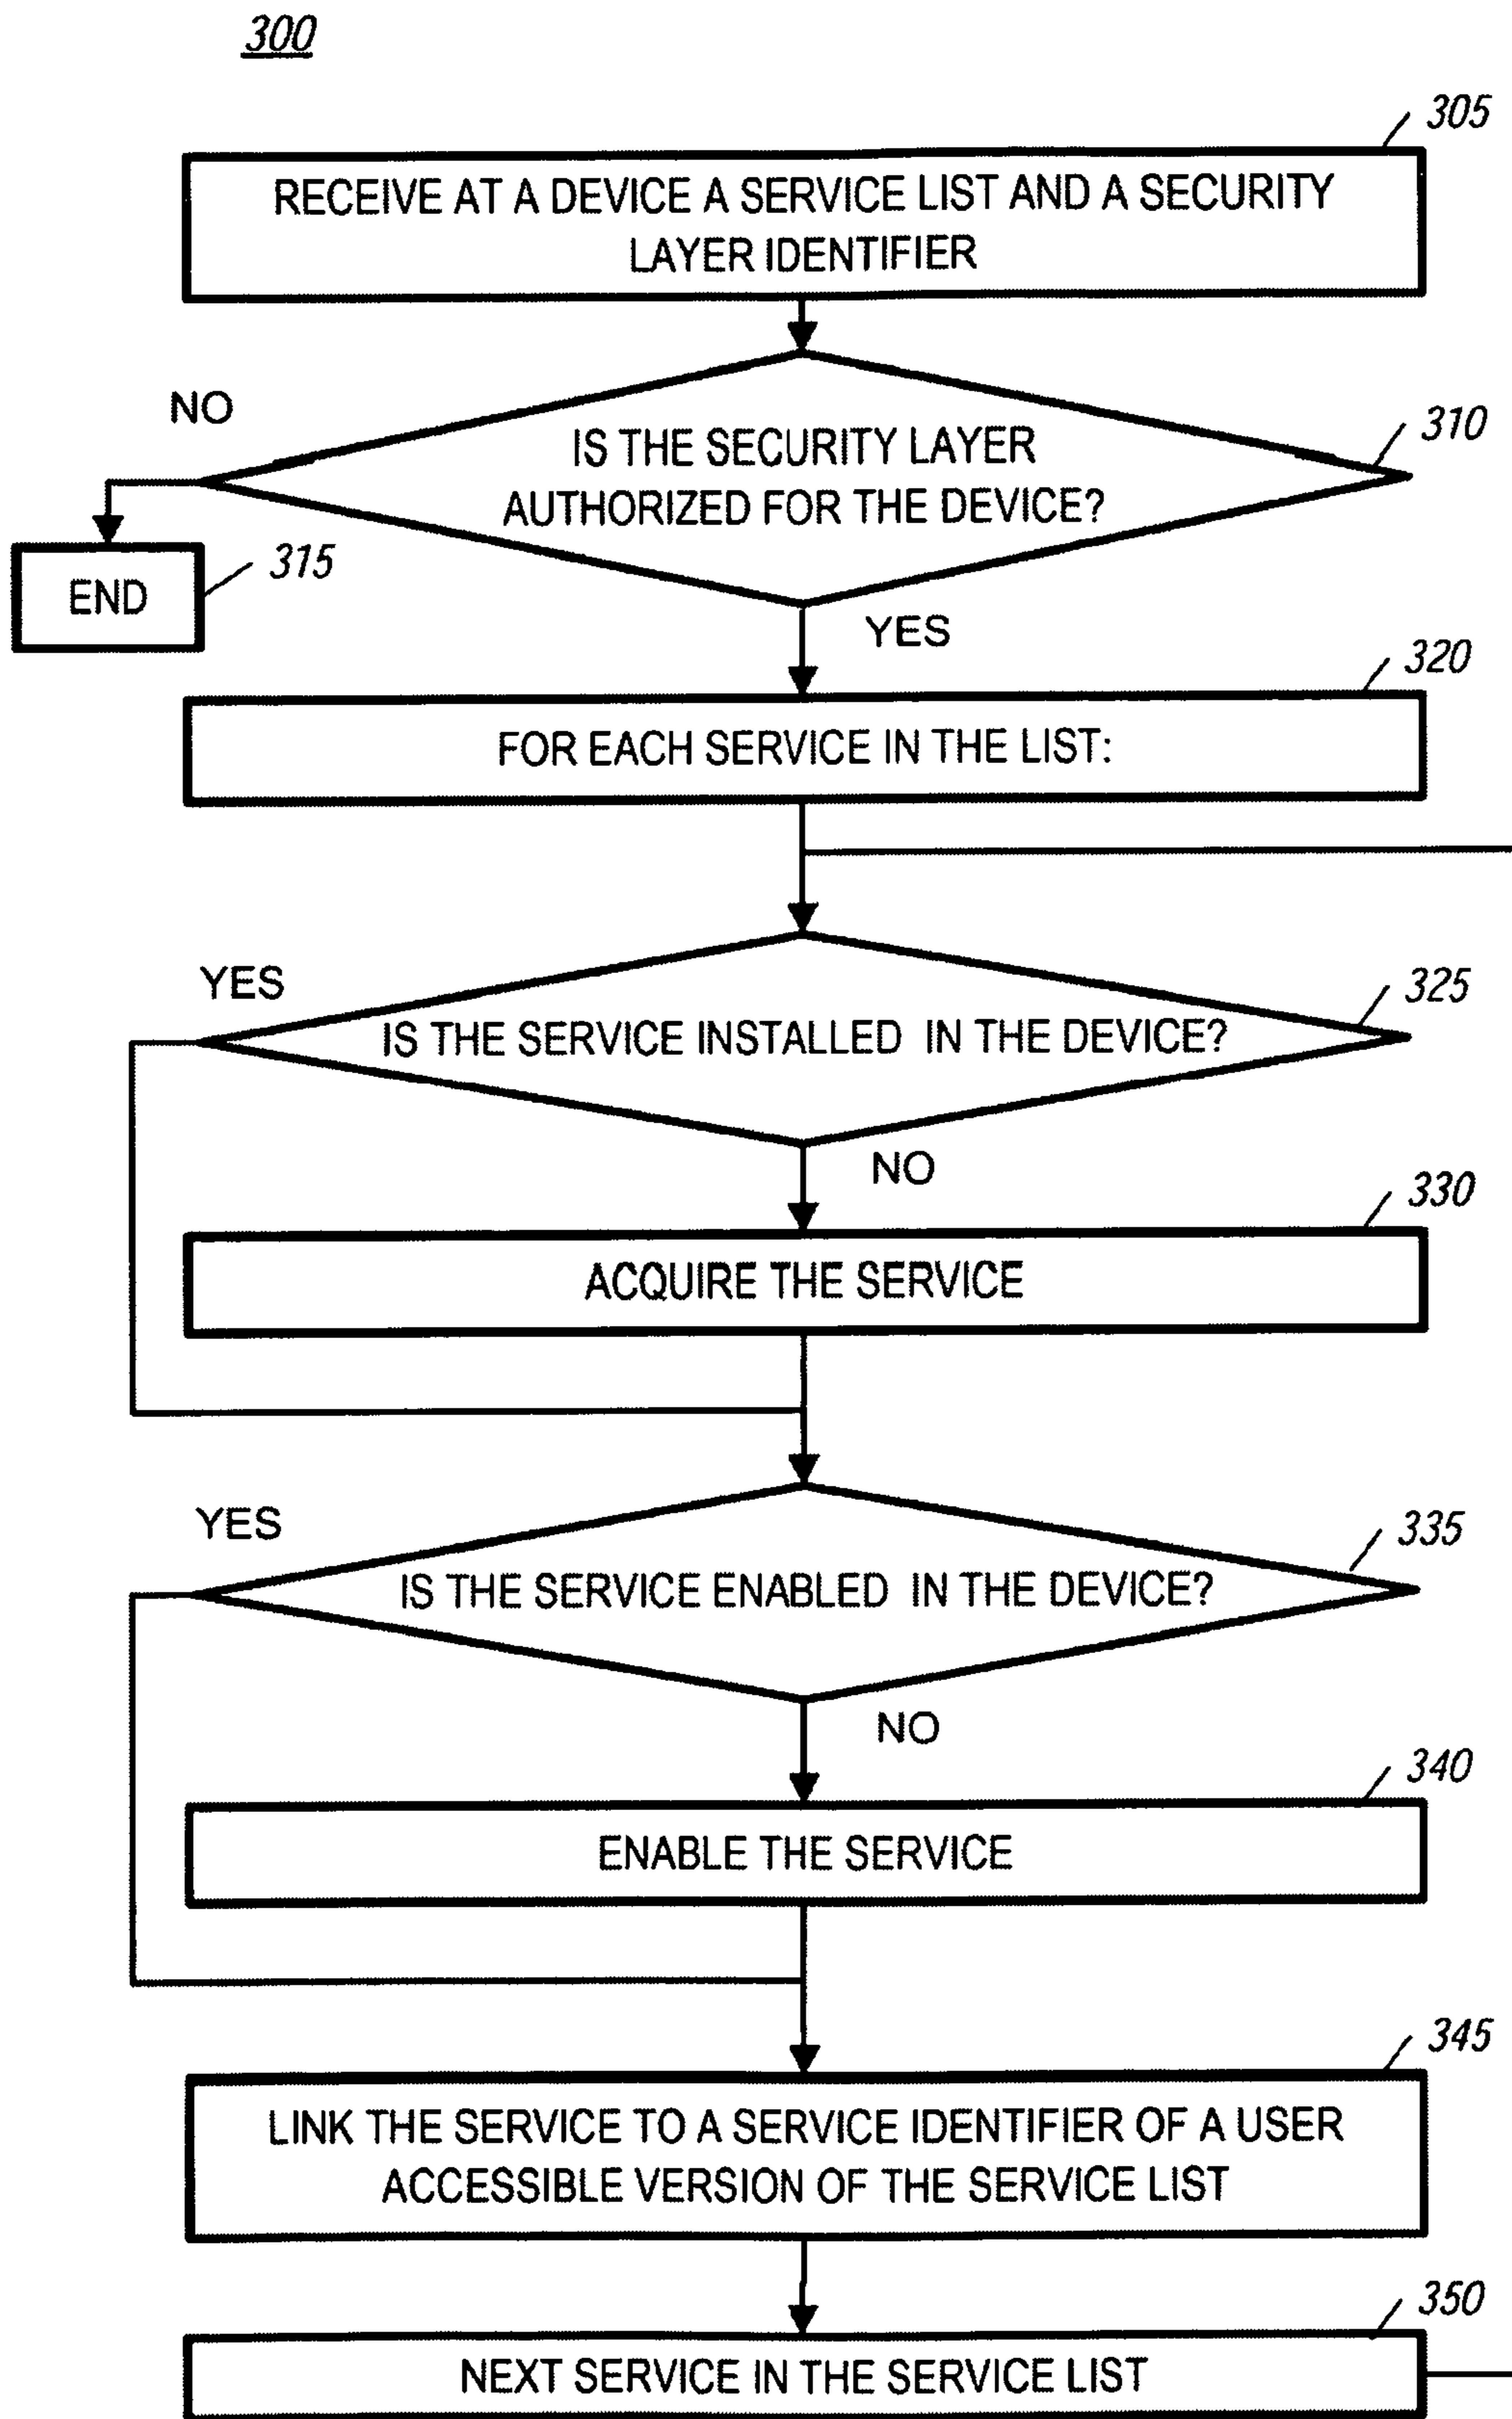 300
305
RECEIVE AT A DEVICE A SERVICE LIST AND A SECURITY
LAYER IDENTIFIER
NO
310
IS THE SECURITY LAYER
AUTHORIZED FOR THE DEVICE?
315
END
YES
320
FOR EACH SERVICE IN THE LIST:
YES
325
IS THE SERVICE INSTALLED IN THE DEVICE?
NO
330
ACQUIRE THE SERVICE
YES
335
IS THE SERVICE ENABLED IN THE DEVICE?
NO
340
ENABLE THE SERVICE
345
LINK THE SERVICE TO A SERVICE IDENTIFIER OF A USER
ACCESSIBLE VERSION OF THE SERVICE LIST
350
NEXT SERVICE IN THE SERVICE LIST